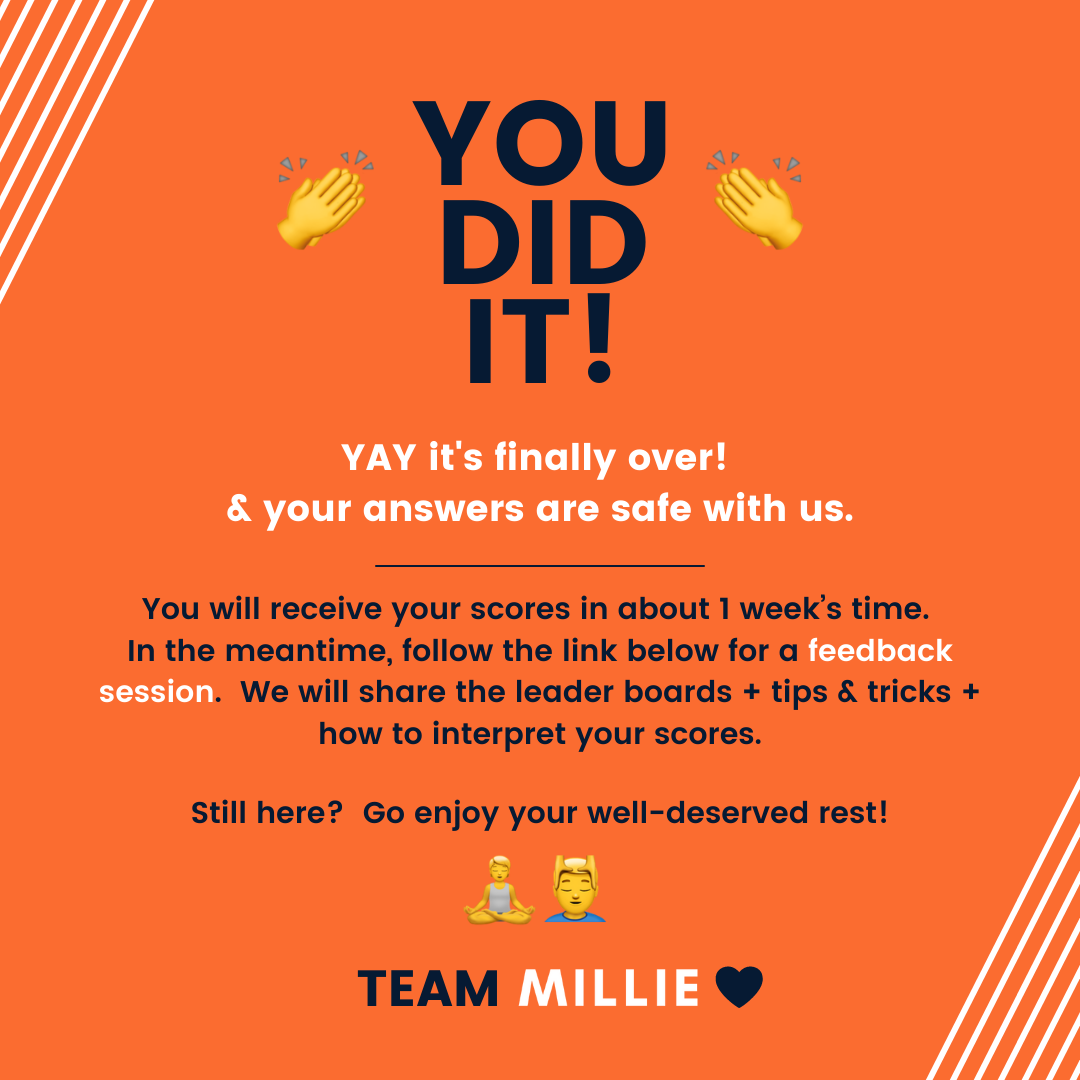 YOU
DID
IT!
YAY it's finally over!
& your answers are safe with us.
You will receive your scores in about 1 week’s time.
In the meantime, follow the link below for a feedback
session.  We will share the leader boards + tips & tricks +
how to interpret your scores.
Still here?  Go enjoy your well-deserved rest!
TEAM MILLIE